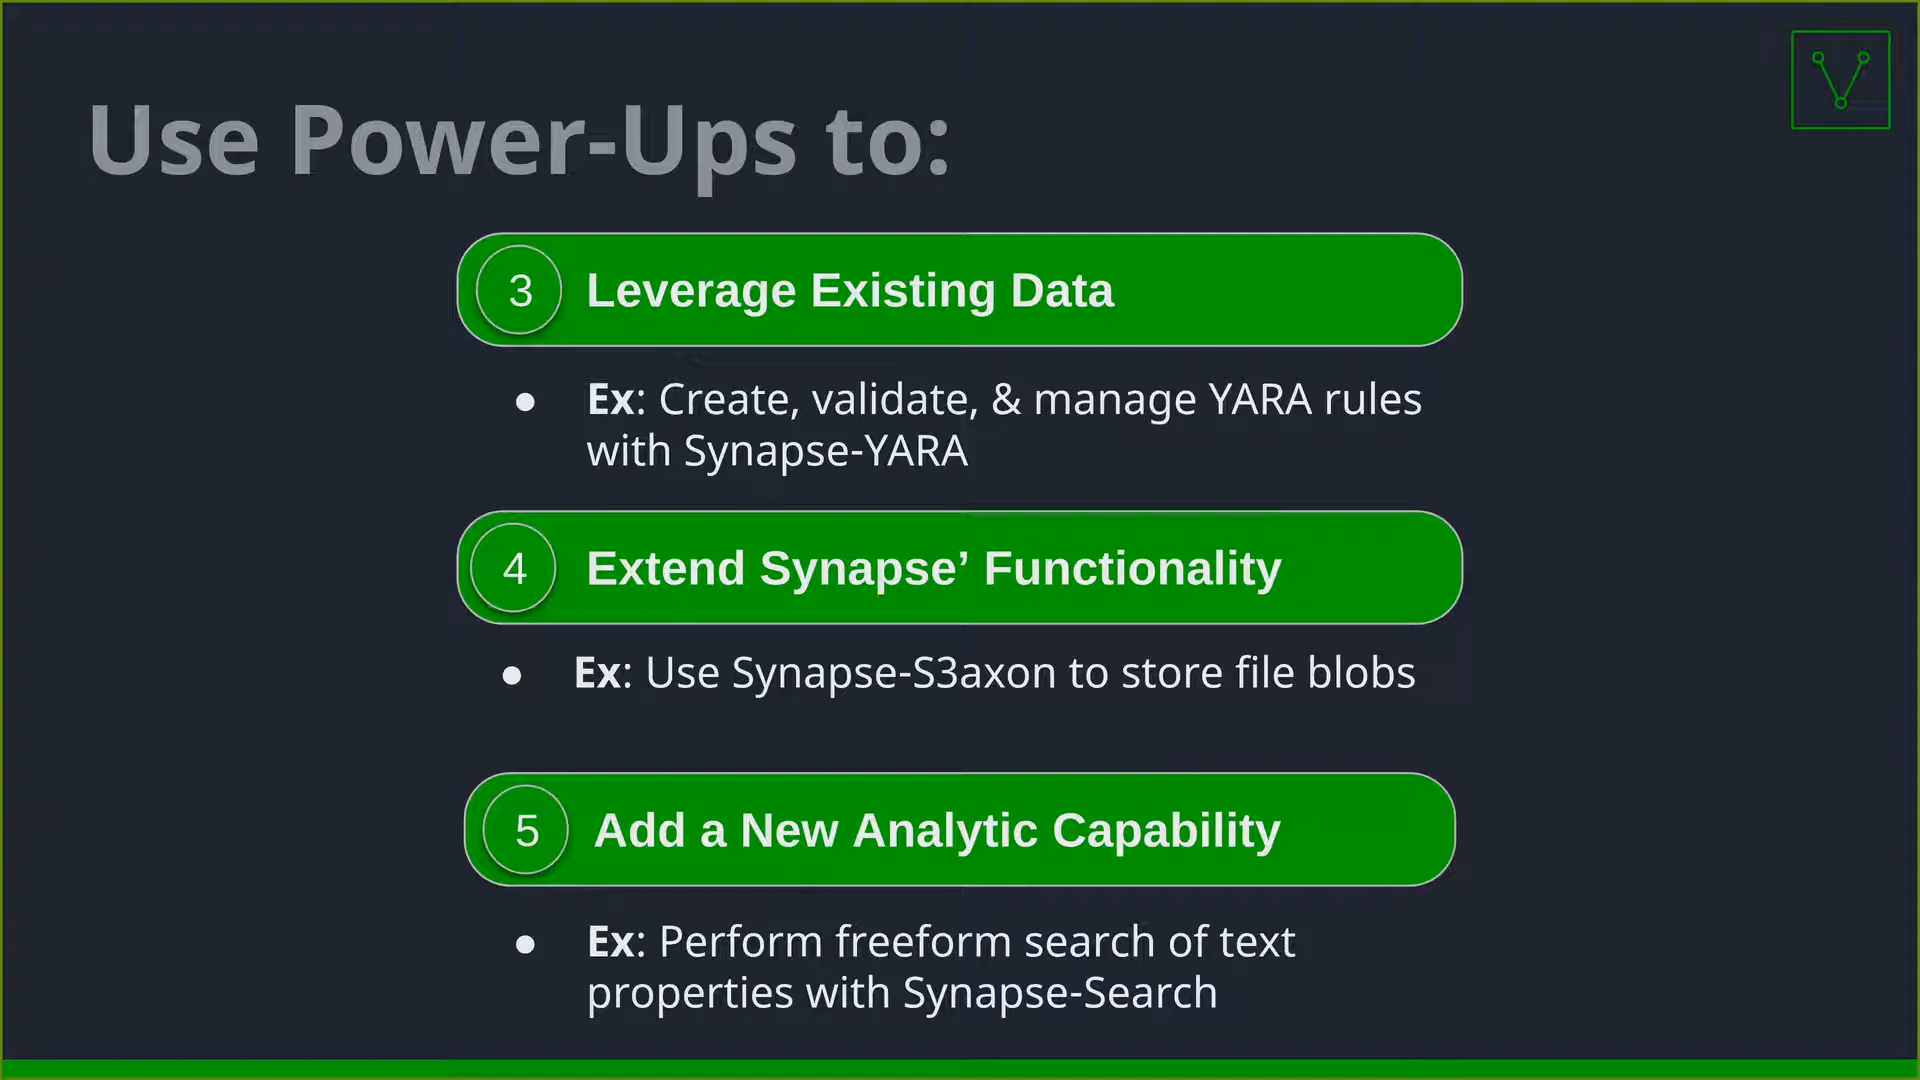 Use Power-Ups to:
3 Leverage Existing Data
● Ex: Create, validate, & manage YARA rules
with Synapse-YARA
4 Extend Synapse’ Functionality
● Ex: Use Synapse-S3axon to store file blobs
5 Add a New Analytic Capability
● Ex: Perform freeform search of text
properties with Synapse-Search